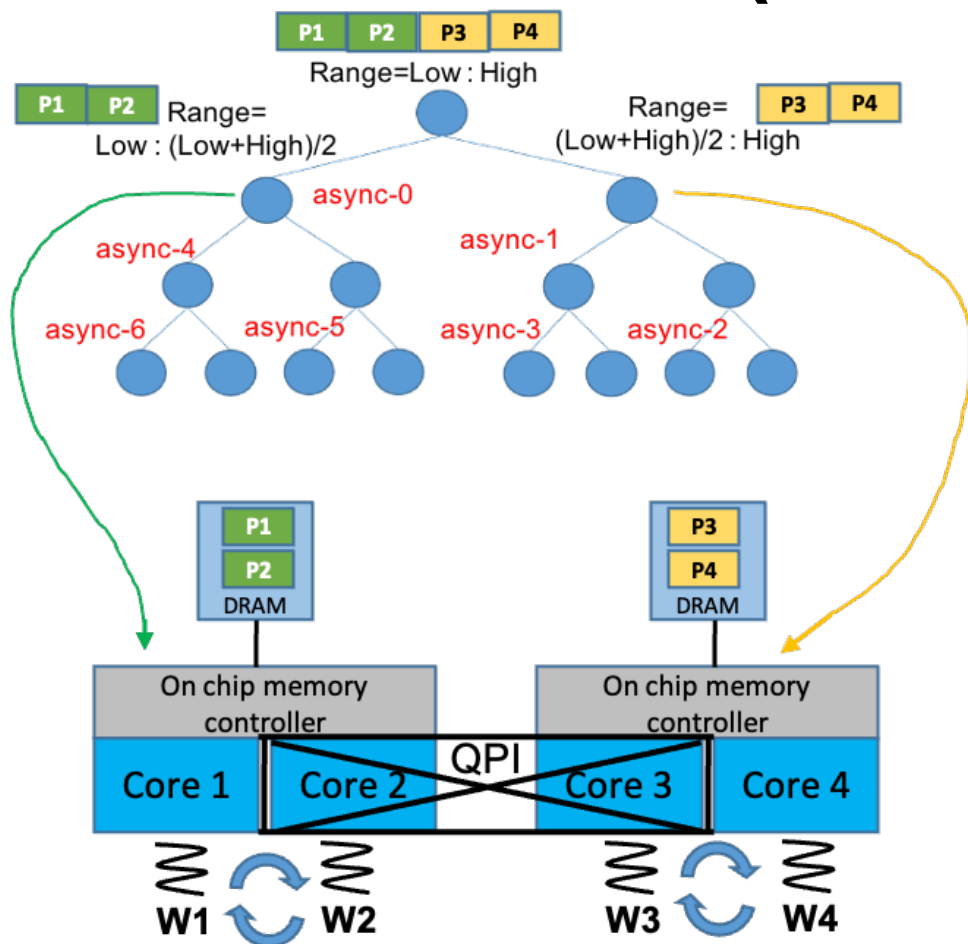 P1 P2 P3 P4
Range=Low : High
P1 P2
Range=
Low : (Low+High)/2
Range=
(Low+High)/2 : High
P3 P4
async-0
async-4
async-1
async-6
async-5
async-3
async-2
P1
P2
DRAM
P3
P4
DRAM
On chip memory
controller
On chip memory
controller
Core 1
Core 2
QPI
Core 3
Core 4
W1
W2
W3
W4